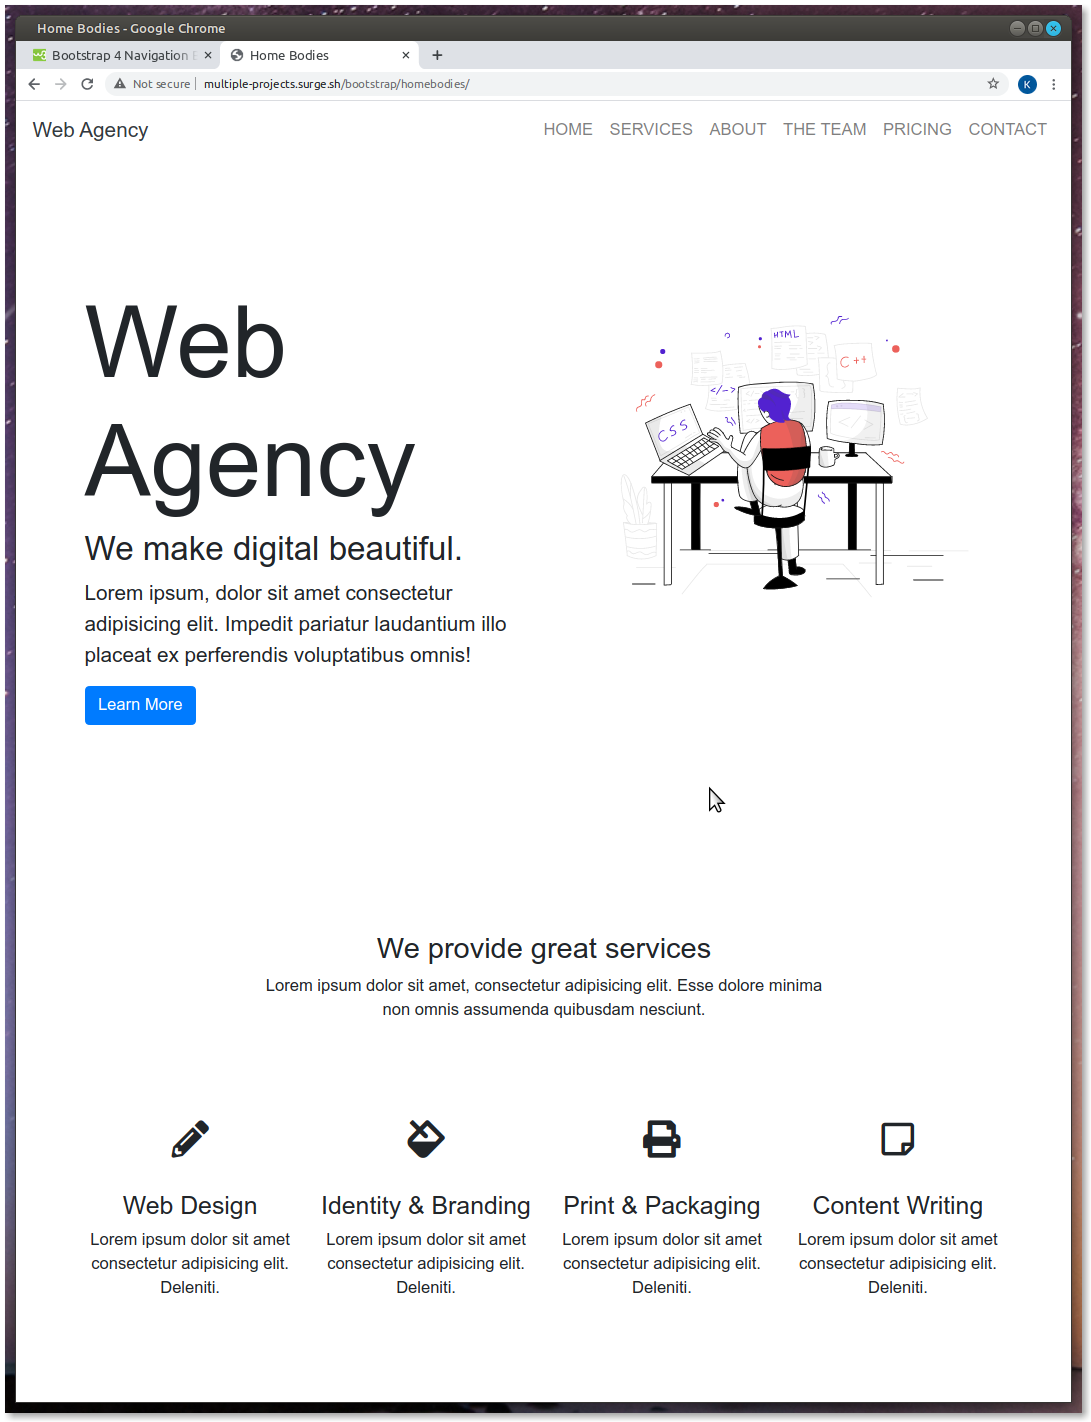 Home Bodies - Google Chrome
Bootstrap 4 Navigation
Home Bodies
Not secure
multiple-projects.surge.sh/bootstrap/homebodies/
K
Web Agency
HOME SERVICES ABOUT THE TEAM PRICING CONTACT
Web
Agency
We make digital beautiful.
Lorem ipsum, dolor sit amet consectetur
adipisicing elit. Impedit pariatur laudantium illo
placeat ex perferendis voluptatibus omnis!
Learn More
HTML
C++
</->
CSS
</>
We provide great services
Lorem ipsum dolor sit amet, consectetur adipisicing elit. Esse dolore minima
non omnis assumenda quibusdam nesciunt.
Web Design
Lorem ipsum dolor sit amet
consectetur adipisicing elit.
Deleniti.
Identity & Branding
Lorem ipsum dolor sit amet
consectetur adipisicing elit.
Deleniti.
Print & Packaging
Lorem ipsum dolor sit amet
consectetur adipisicing elit.
Deleniti.
Content Writing
Lorem ipsum dolor sit amet
consectetur adipisicing elit.
Deleniti.